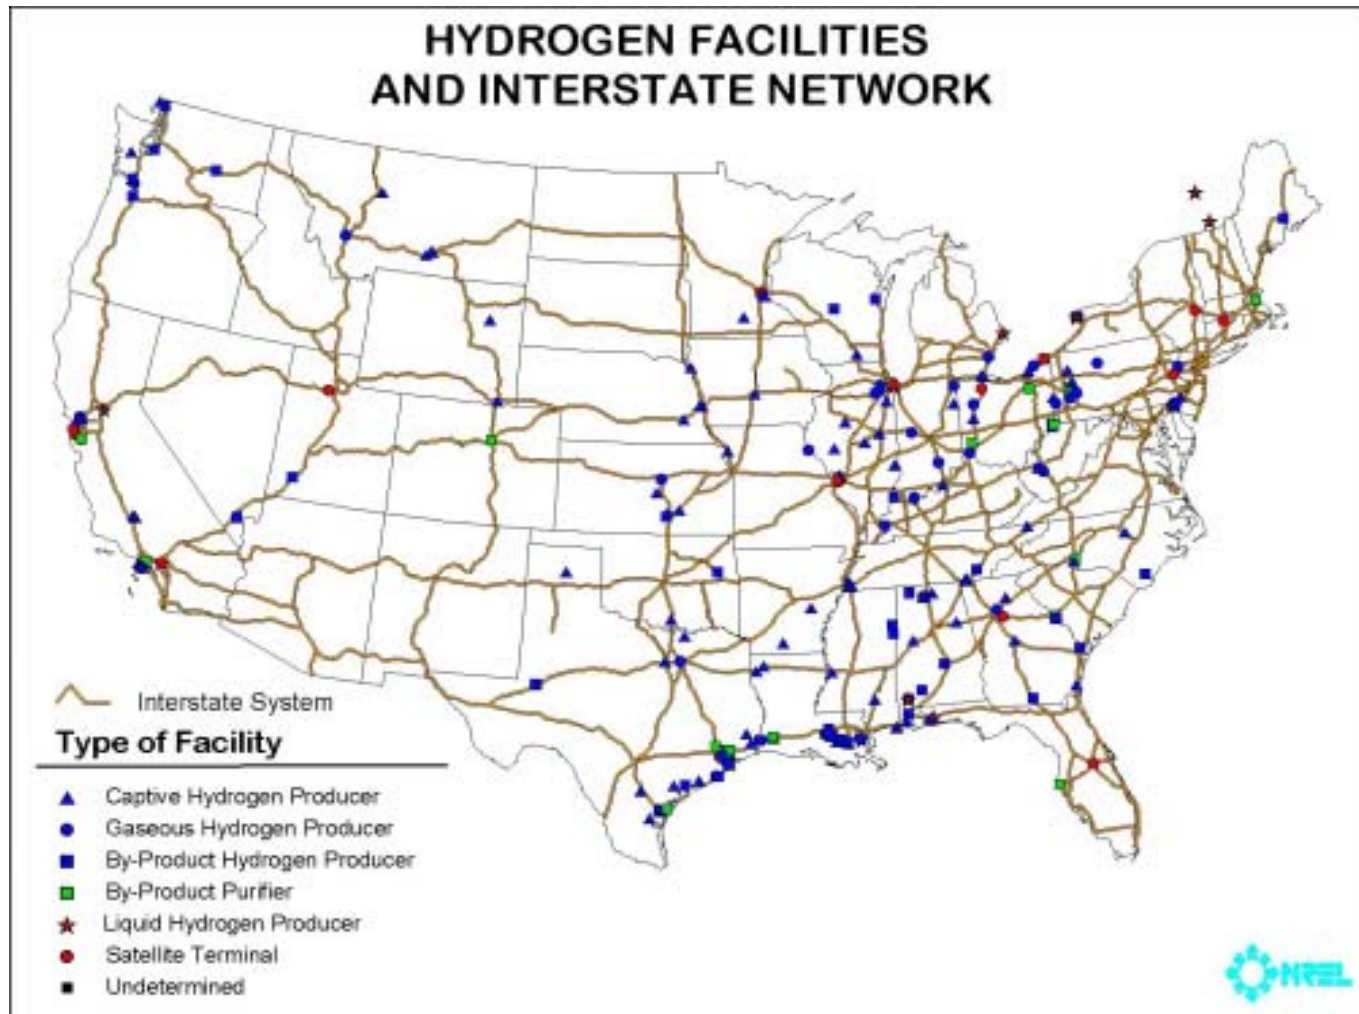 HYDROGEN FACILITIES
AND INTERSTATE NETWORK
Interstate System
Type of Facility
Captive Hydrogen Producer
Gaseous Hydrogen Producer
By-Product Hydrogen Producer
By-Product Purifier
Liquid Hydrogen Producer
Satellite Terminal
Undetermined
NREL